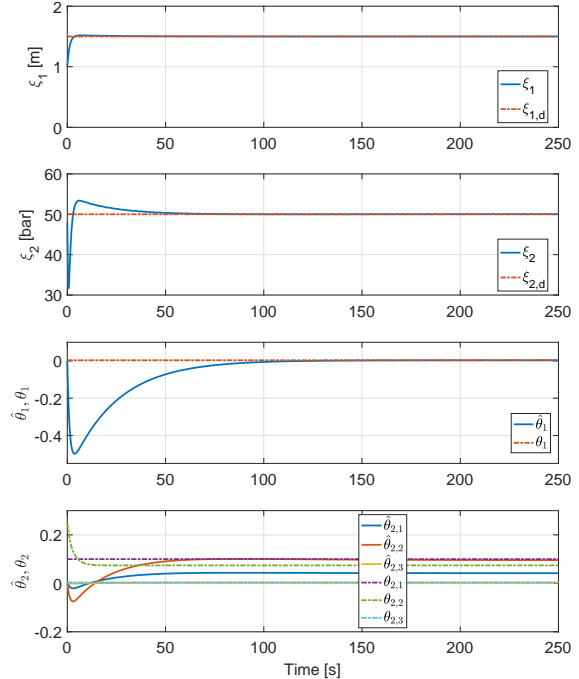 2
1
0
ξ₁ [m]
ξ₁
ξ₁,d
0 50 100 150 200 250
60
50
40
30
ξ₂ [bar]
ξ₂
ξ₂,d
0 50 100 150 200 250
0
-0.2
-0.4
θ̂₁, θ₁
θ̂₁
θ₁
0 50 100 150 200 250
0.2
0
-0.2
θ̂₂, θ₂
θ̂₂,₁
θ̂₂,₂
θ̂₂,₃
θ₂,₁
θ₂,₂
θ₂,₃
0 50 100 150 200 250
Time [s]